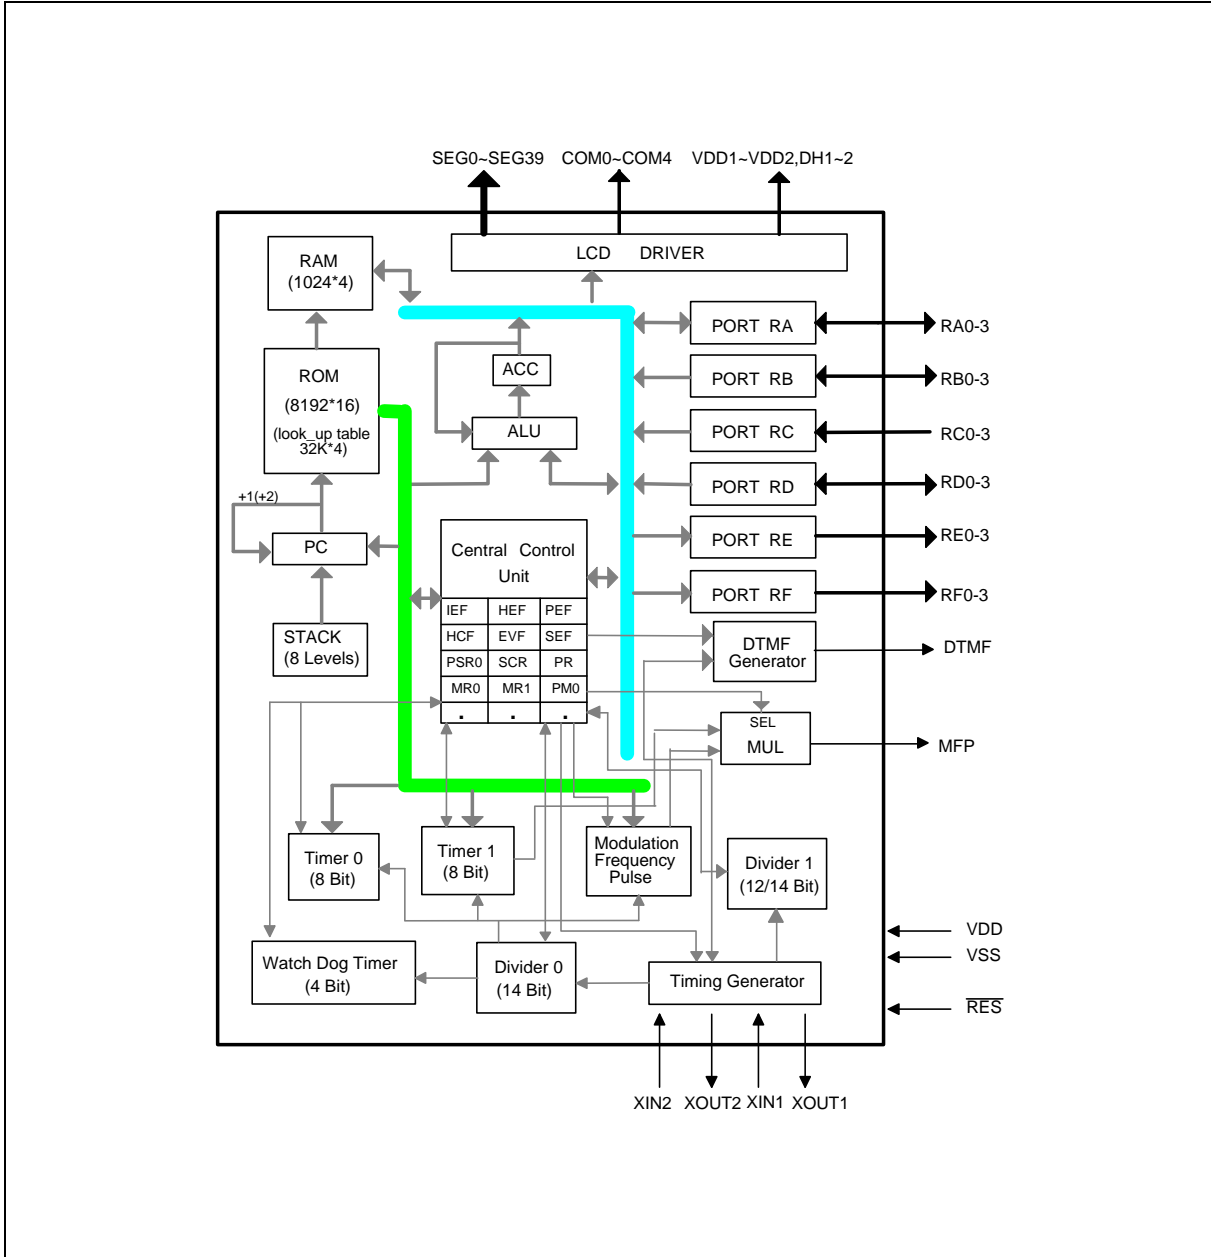 SEG0~SEG39 COM0~COM4 VDD1~VDD2,DH1~2
LCD DRIVER
RAM
(1024*4)
ROM
(8192*16)
(look_up table
32K*4)
+1(+2)
PC
STACK
(8 Levels)
ACC
ALU
Central Control
Unit
IEF HEF PEF
HCF EVF SEF
PSR0 SCR PR
MR0 MR1 PM0
. . .
PORT RA RA0-3
PORT RB RB0-3
PORT RC RC0-3
PORT RD RD0-3
PORT RE RE0-3
PORT RF RF0-3
DTMF
Generator
DTMF
SEL
MUL
MFP
Timer 0
(8 Bit)
Timer 1
(8 Bit)
Modulation
Frequency
Pulse
Divider 1
(12/14 Bit)
Watch Dog Timer
(4 Bit)
Divider 0
(14 Bit)
Timing Generator
VDD
VSS
RES
XIN2 XOUT2 XIN1 XOUT1